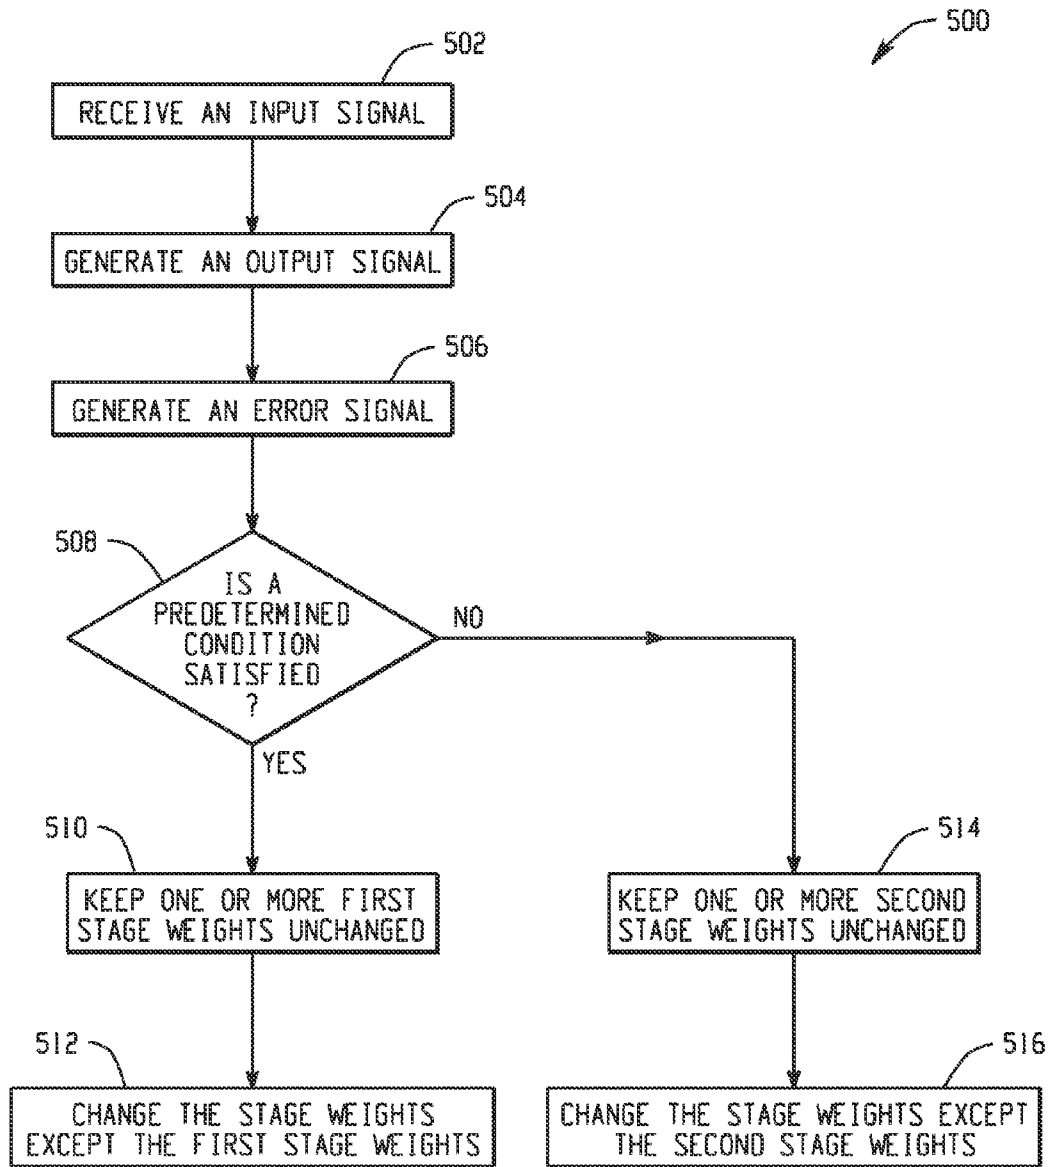 500
502
RECEIVE AN INPUT SIGNAL
504
GENERATE AN OUTPUT SIGNAL
506
GENERATE AN ERROR SIGNAL
508
IS A
PREDETERMINED
CONDITION
SATISFIED
?
NO
YES
510
KEEP ONE OR MORE FIRST
STAGE WEIGHTS UNCHANGED
512
CHANGE THE STAGE WEIGHTS
EXCEPT THE FIRST STAGE WEIGHTS
514
KEEP ONE OR MORE SECOND
STAGE WEIGHTS UNCHANGED
516
CHANGE THE STAGE WEIGHTS EXCEPT
THE SECOND STAGE WEIGHTS